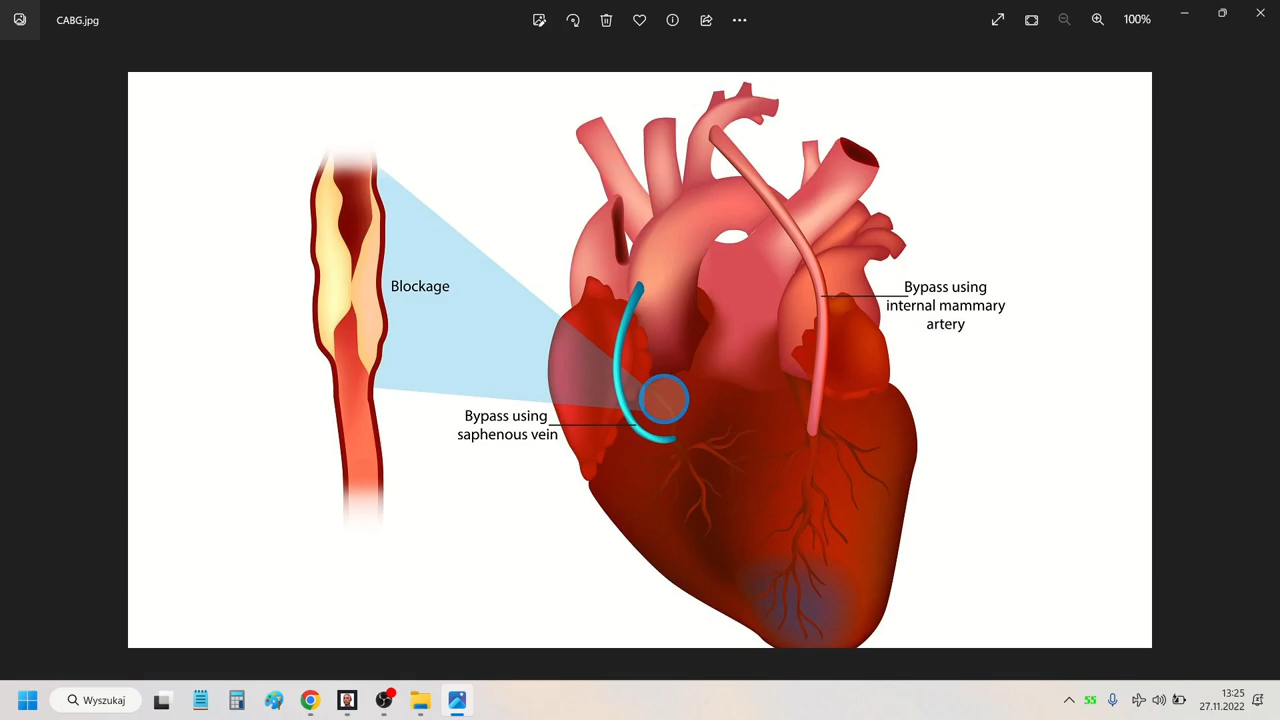 CABG.jpg
100%
Blockage
Bypass using
internal mammary
artery
Bypass using
saphenous vein
Wyszukaj
13:25
27.11.2022